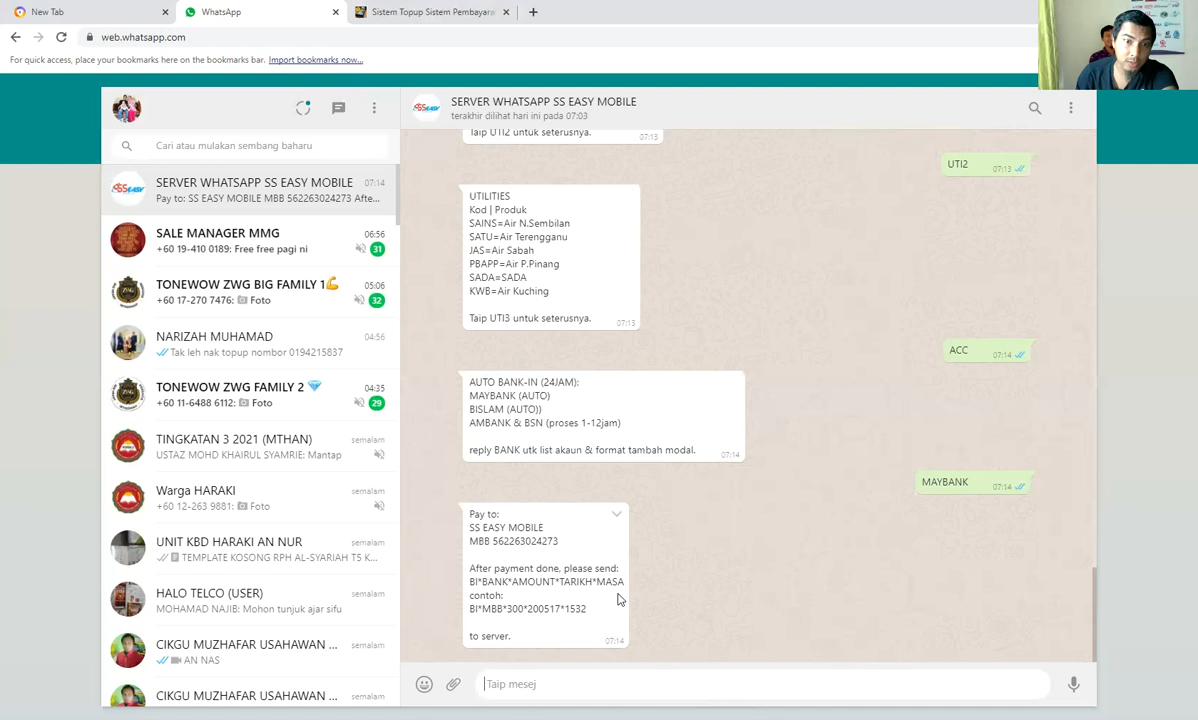 New Tab
WhatsApp
Sistem Topup Sistem Pembayara
web.whatsapp.com
For quick access, place your bookmarks here on the bookmarks bar. Import bookmarks now...
SERVER WHATSAPP SS EASY MOBILE
terakhir dilihat hari ini pada 07:03
Cari atau mulakan sembang baharu
SERVER WHATSAPP SS EASY MOBILE 07:14
Pay to: SS EASY MOBILE MBB 562263024273 Afte...
SALE MANAGER MMG 06:56
+60 19-410 0189: Free free pagi ni 31
TONEWOW ZWG BIG FAMILY 1💪 05:06
+60 17-270 7476: Foto 32
NARIZAH MUHAMAD 04:56
Tak leh nak topup nombor 0194215837
TONEWOW ZWG FAMILY 2 💎 04:35
+60 11-6488 6112: Foto 29
TINGKATAN 3 2021 (MTHAN) semalam
USTAZ MOHD KHAIRUL SYAMRIE: Mantap
Warga HARAKI semalam
+60 12-263 9881: Foto
UNIT KBD HARAKI AN NUR semalam
TEMPLATE KOSONG RPH AL-SYARIAH T5 K...
HALO TELCO (USER) semalam
MOHAMAD NAJIB: Mohon tunjuk ajar sifu
CIKGU MUZHAFAR USAHAWAN ... semalam
AN NAS
CIKGU MUZHAFAR USAHAWAN ... semalam
Taip UTI2 untuk seterusnya.
07:13
UTI2
07:13
UTILITIES
Kod | Produk
SAINS=Air N.Sembilan
SATU=Air Terengganu
JAS=Air Sabah
PBAPP=Air P.Pinang
SADA=SADA
KWB=Air Kuching
Taip UTI3 untuk seterusnya.
07:13
ACC
07:14
AUTO BANK-IN (24JAM):
MAYBANK (AUTO)
BISLAM (AUTO))
AMBANK & BSN (proses 1-12jam)
reply BANK utk list akaun & format tambah modal.
07:14
MAYBANK
07:14
Pay to:
SS EASY MOBILE
MBB 562263024273
After payment done, please send:
BI*BANK*AMOUNT*TARIKH*MASA
contoh:
BI*MBB*300*200517*1532
to server.
07:14
Taip mesej